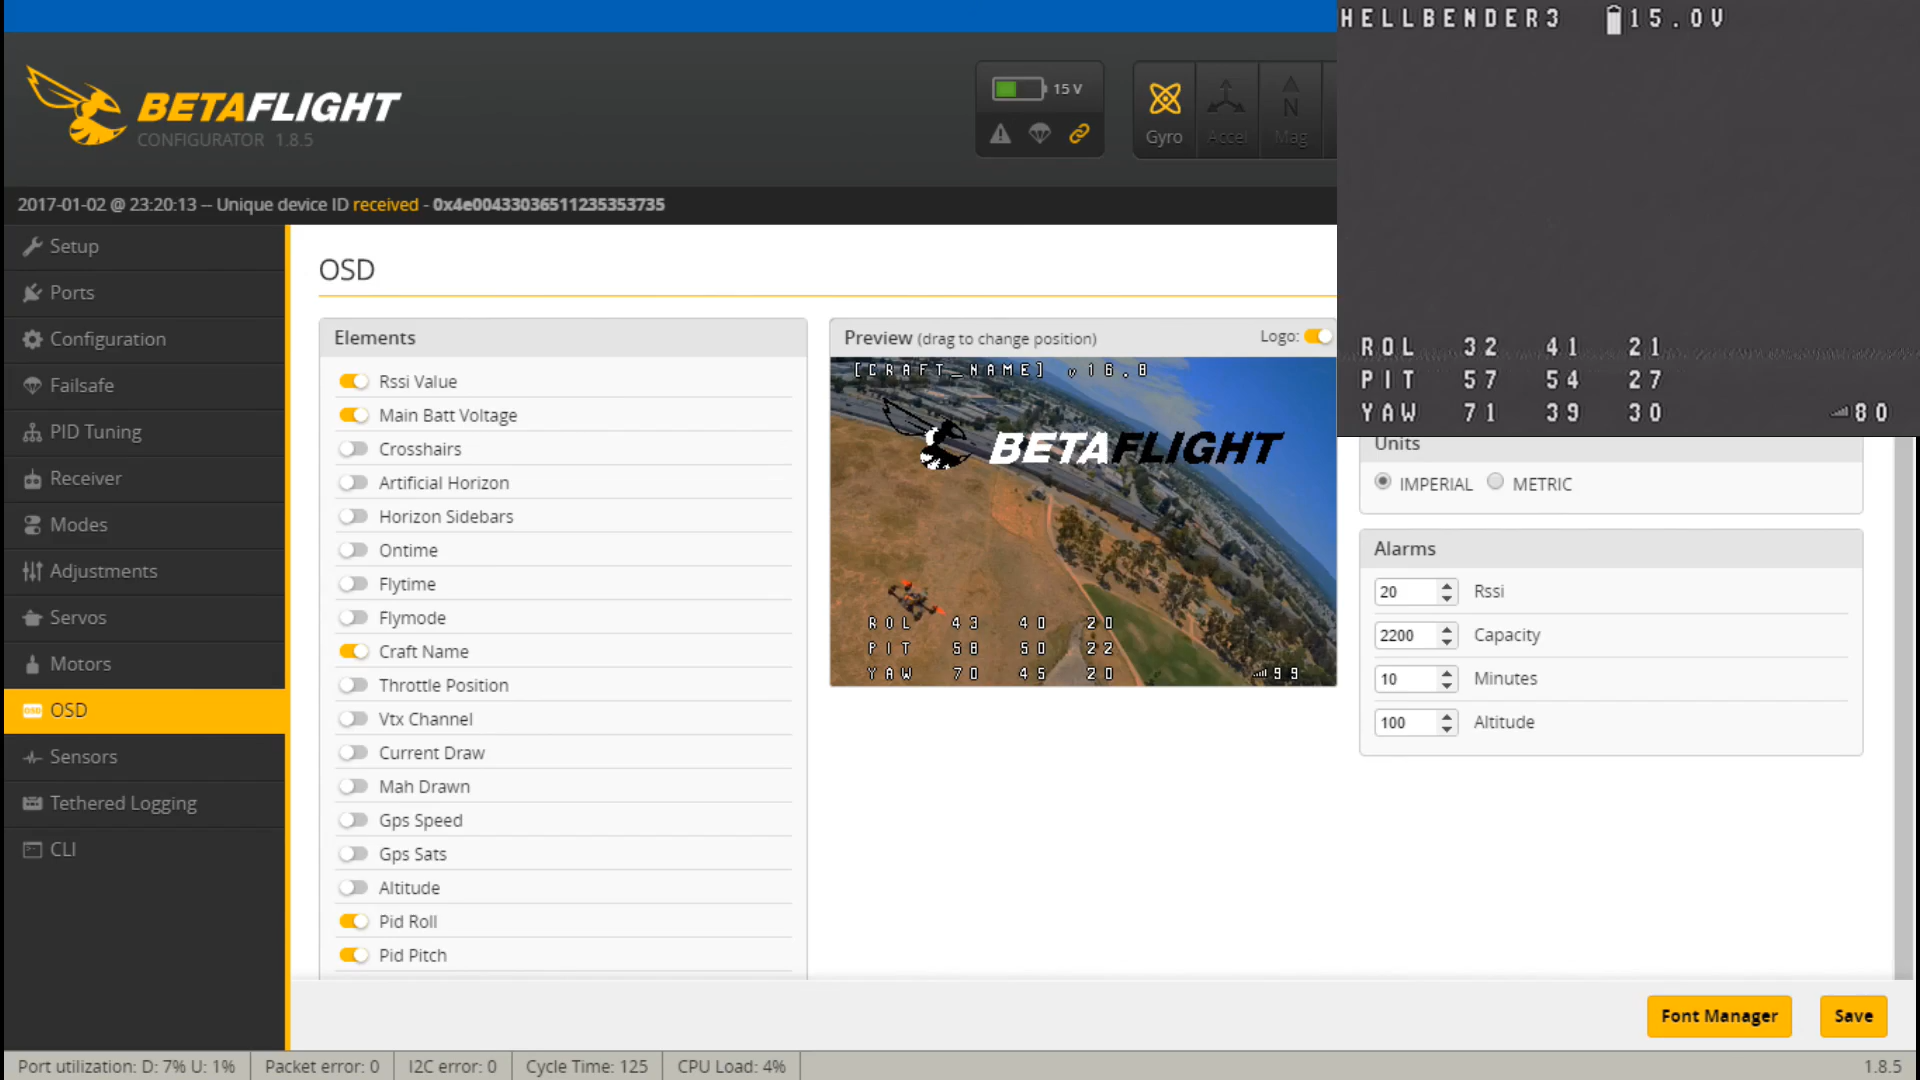 HELLBENDER3 15.0V
BETAFLIGHT
CONFIGURATOR 1.8.5
15 V
Gyro
Accel
Mag
2017-01-02 @ 23:20:13 -- Unique device ID received - 0x4e00433036511235353735
Setup
Ports
Configuration
Failsafe
PID Tuning
Receiver
Modes
Adjustments
Servos
Motors
OSD
Sensors
Tethered Logging
CLI
OSD
Elements
Rssi Value
Main Batt Voltage
Crosshairs
Artificial Horizon
Horizon Sidebars
Ontime
Flytime
Flymode
Craft Name
Throttle Position
Vtx Channel
Current Draw
Mah Drawn
Gps Speed
Gps Sats
Altitude
Pid Roll
Pid Pitch
Preview (drag to change position)
Logo:
[CRAFT_NAME] v16.8
BETAFLIGHT
ROL 43 40 20
PIT 58 50 22
YAW 70 45 20
99
ROL 32 41 21
PIT 57 54 27
YAW 71 39 30
80
Units
IMPERIAL METRIC
Alarms
20 Rssi
2200 Capacity
10 Minutes
100 Altitude
Font Manager
Save
Port utilization: D: 7% U: 1%
Packet error: 0
I2C error: 0
Cycle Time: 125
CPU Load: 4%
1.8.5